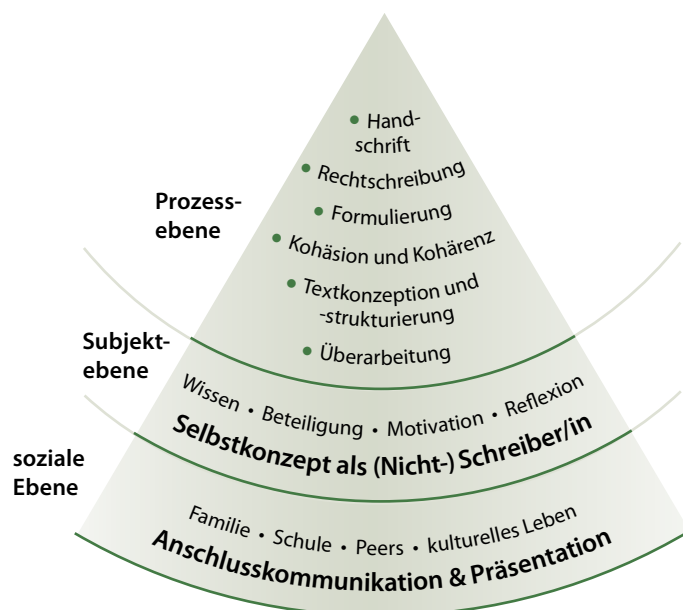 • Hand-
schrift
• Rechtschreibung
Prozess-
ebene
• Formulierung
• Kohäsion und Kohärenz
• Textkonzeption und
-strukturierung
• Überarbeitung
Subjekt-
ebene
Wissen • Beteiligung • Motivation • Reflexion
Selbstkonzept als (Nicht-) Schreiber/in
soziale
Ebene
Familie • Schule • Peers • kulturelles Leben
Anschlusskommunikation & Präsentation